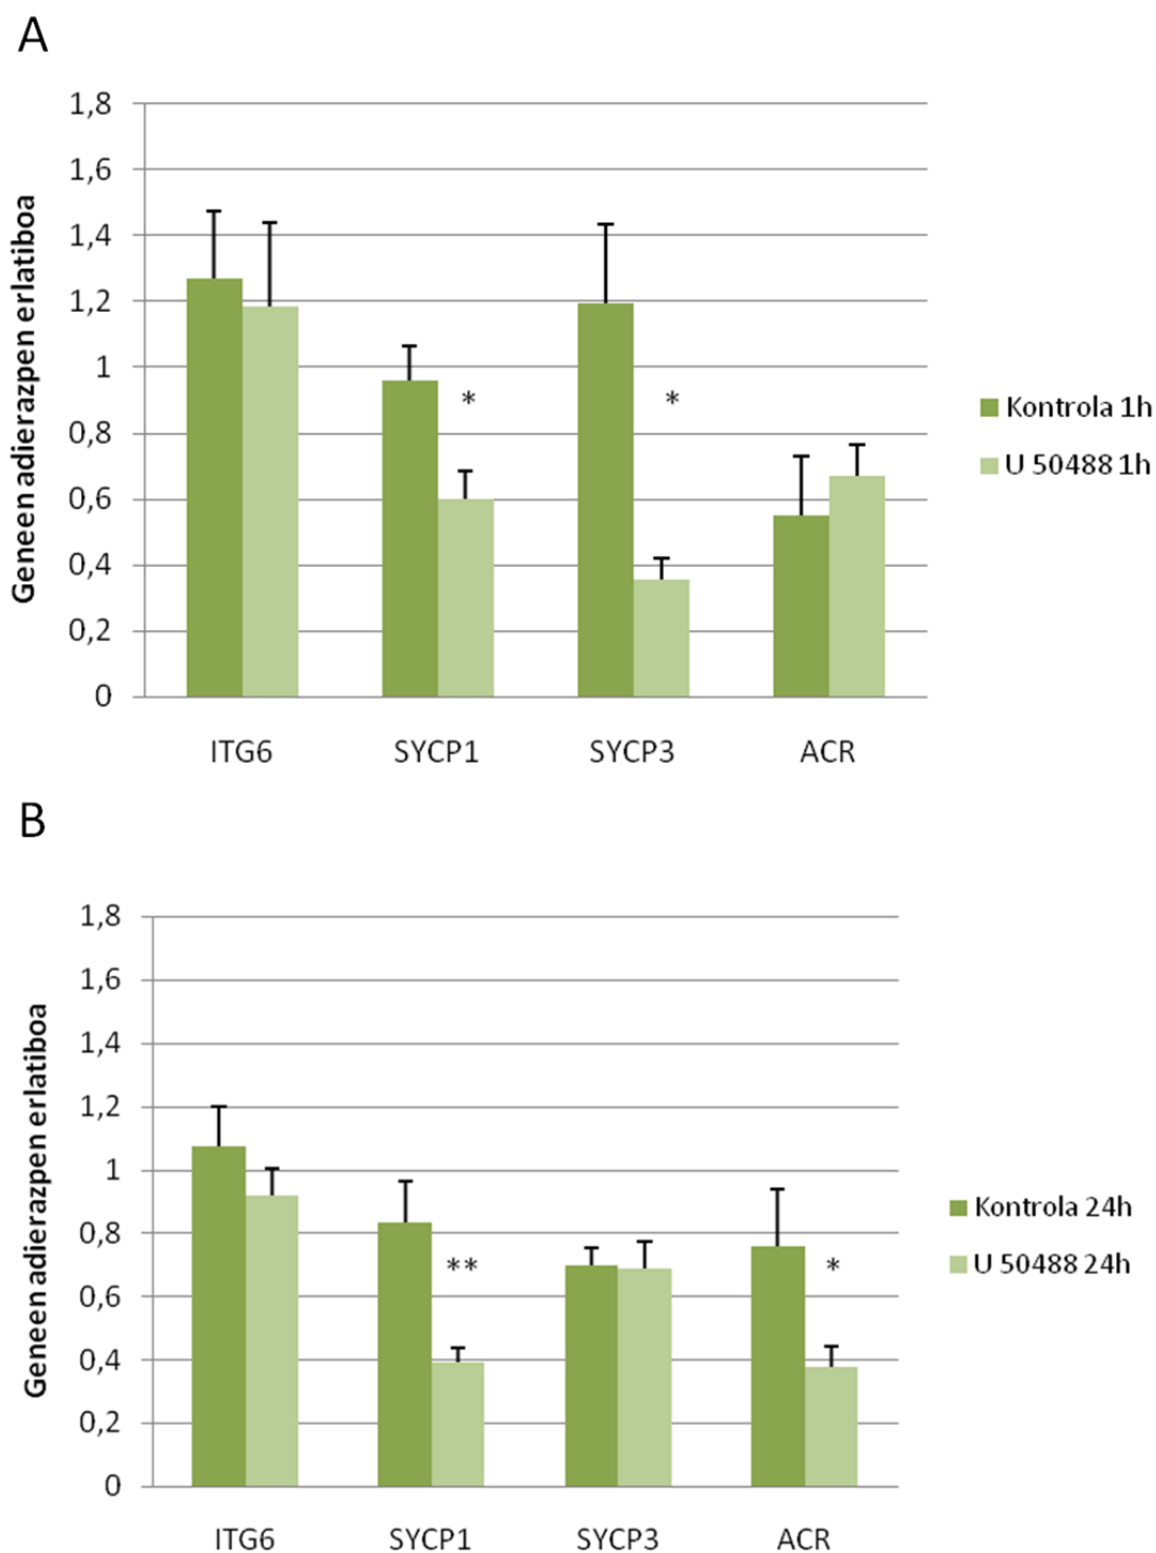 A
1,8
1,6
1,4
1,2
1
0,8
0,6
0,4
0,2
0
Geneen adierazpen erlatiboa
*
*
ITG6 SYCP1 SYCP3 ACR
Kontrola 1h
U 50488 1h
B
1,8
1,6
1,4
1,2
1
0,8
0,6
0,4
0,2
0
Geneen adierazpen erlatiboa
**
*
ITG6 SYCP1 SYCP3 ACR
Kontrola 24h
U 50488 24h